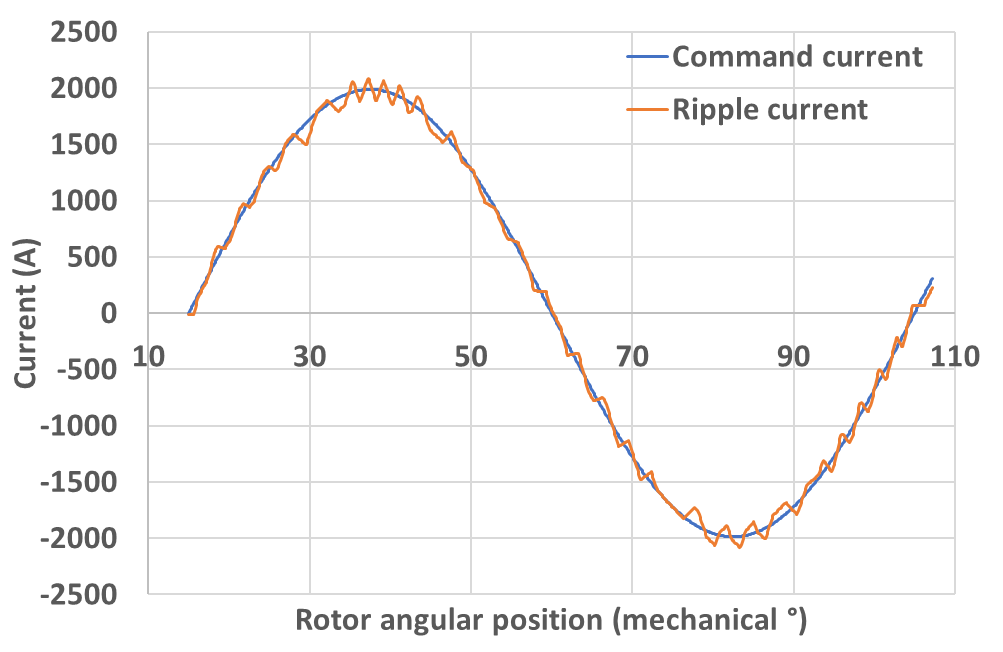 2500
2000
1500
1000
500
0
-500
-1000
-1500
-2000
-2500
10 30 50 70 90 110
Command current
Ripple current
Current (A)
Rotor angular position (mechanical °)